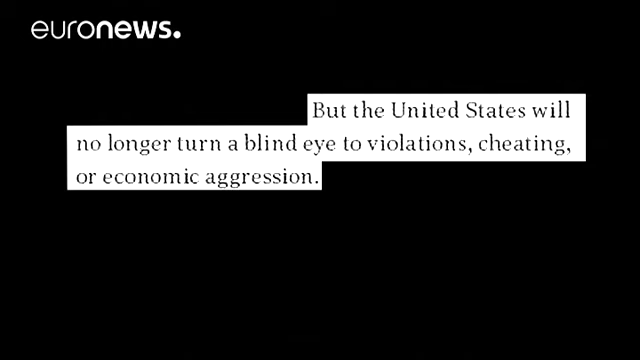 euronews.
But the United States will
no longer turn a blind eye to violations, cheating,
or economic aggression.